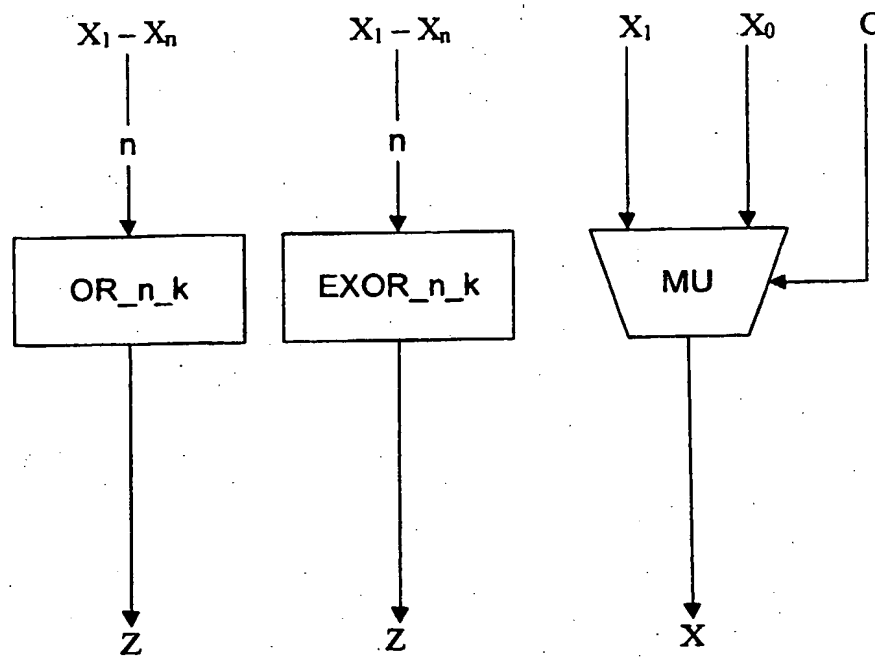 X₁ – Xₙ X₁ – Xₙ X₁ X₀
n n
OR_n_k EXOR_n_k MU
Z Z X